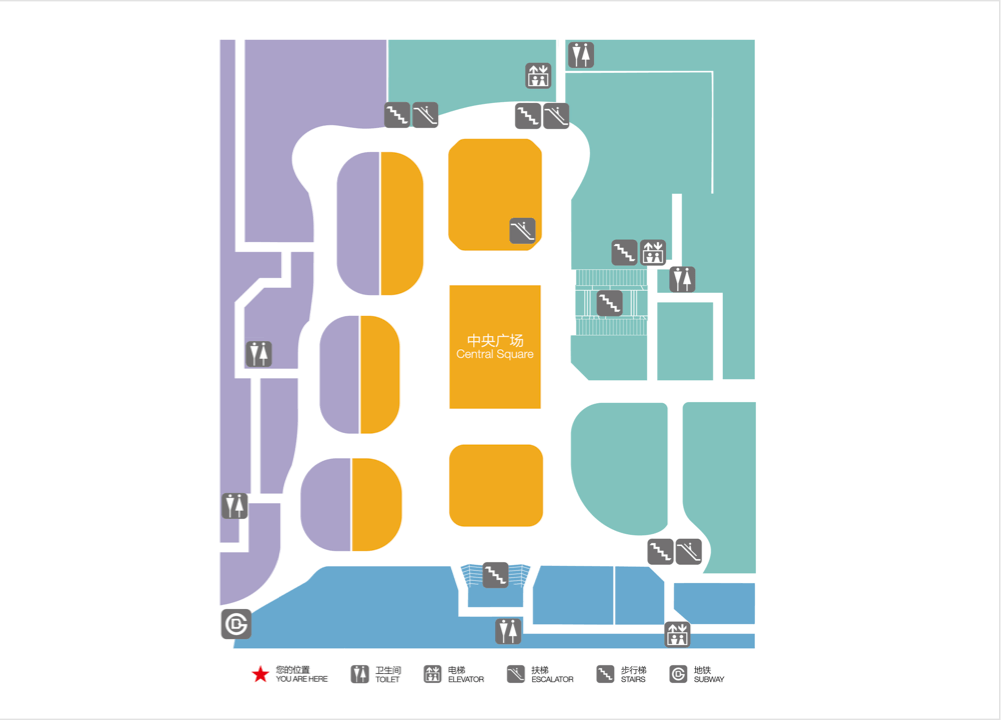 中央广场
Central Square
您的位置
YOU ARE HERE
卫生间
TOILET
电梯
ELEVATOR
扶梯
ESCALATOR
步行梯
STAIRS
地铁
SUBWAY